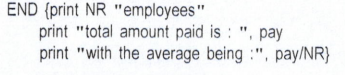 END {print NR "employees"
print "total amount paid is : ", pay
print "with the average being :", pay/NR}